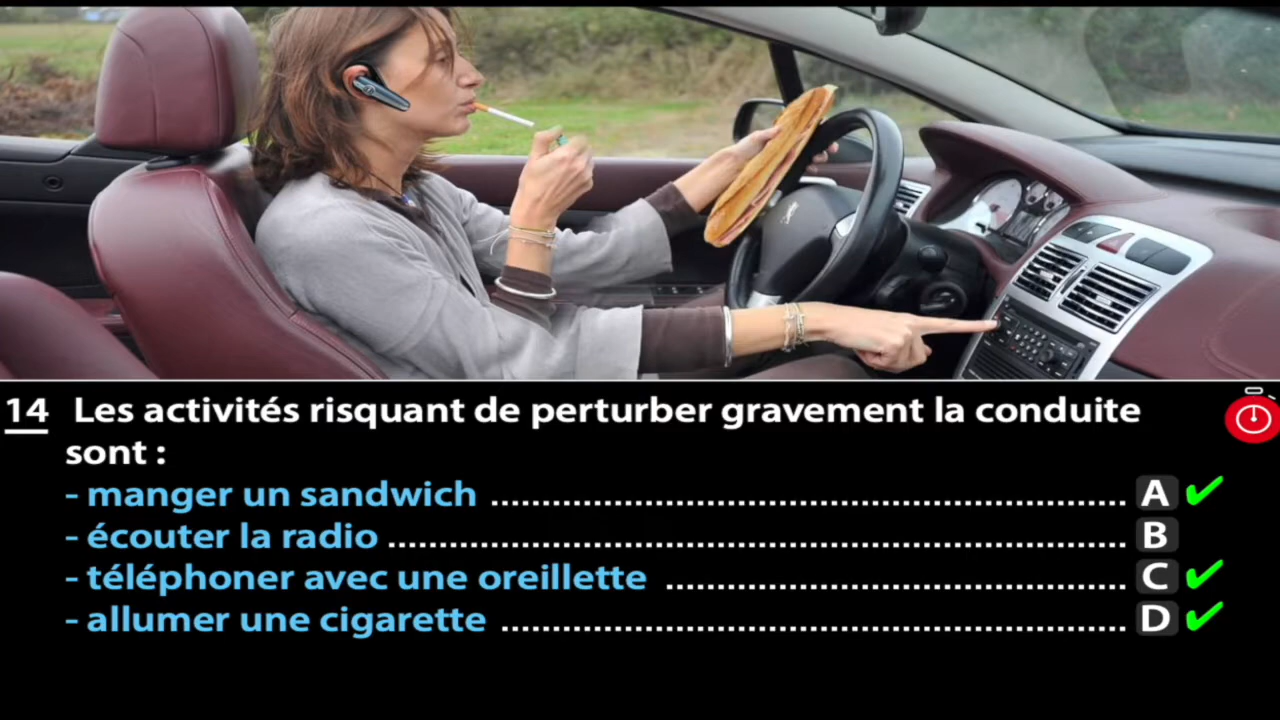 14 Les activités risquant de perturber gravement la conduite
sont :
- manger un sandwich ............................................................. A ✔
- écouter la radio ....................................................................... B
- téléphoner avec une oreillette ............................................ C ✔
- allumer une cigarette ............................................................ D ✔